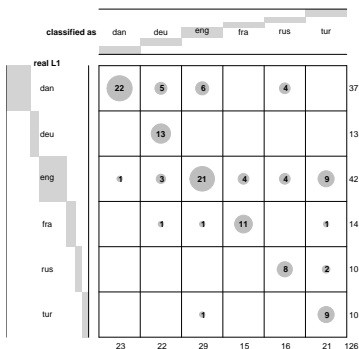 classified as dan deu eng fra rus tur
real L1
dan 22 5 6 4 37
deu 13 13
eng 1 3 21 4 4 9 42
fra 1 1 11 1 14
rus 8 2 10
tur 1 9 10
23 22 29 15 16 21 126